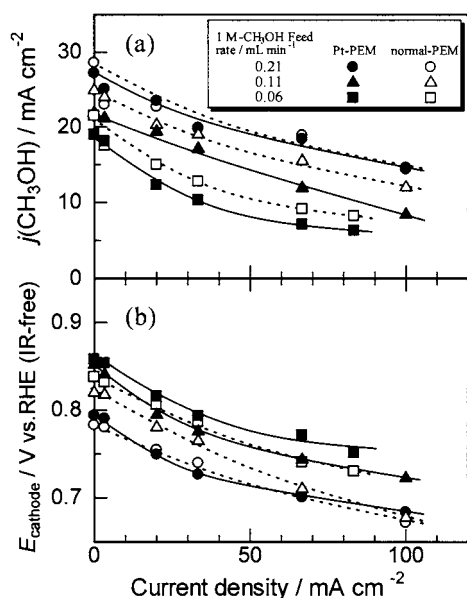 (a)
1 M-CH₃OH Feed
rate / mL min⁻¹ Pt-PEM normal-PEM
0.21
0.11
0.06
j(CH₃OH) / mA cm⁻²
30
20
10
0
(b)
E_cathode / V vs.RHE (IR-free)
0.9
0.8
0.7
0 50 100
Current density / mA cm⁻²